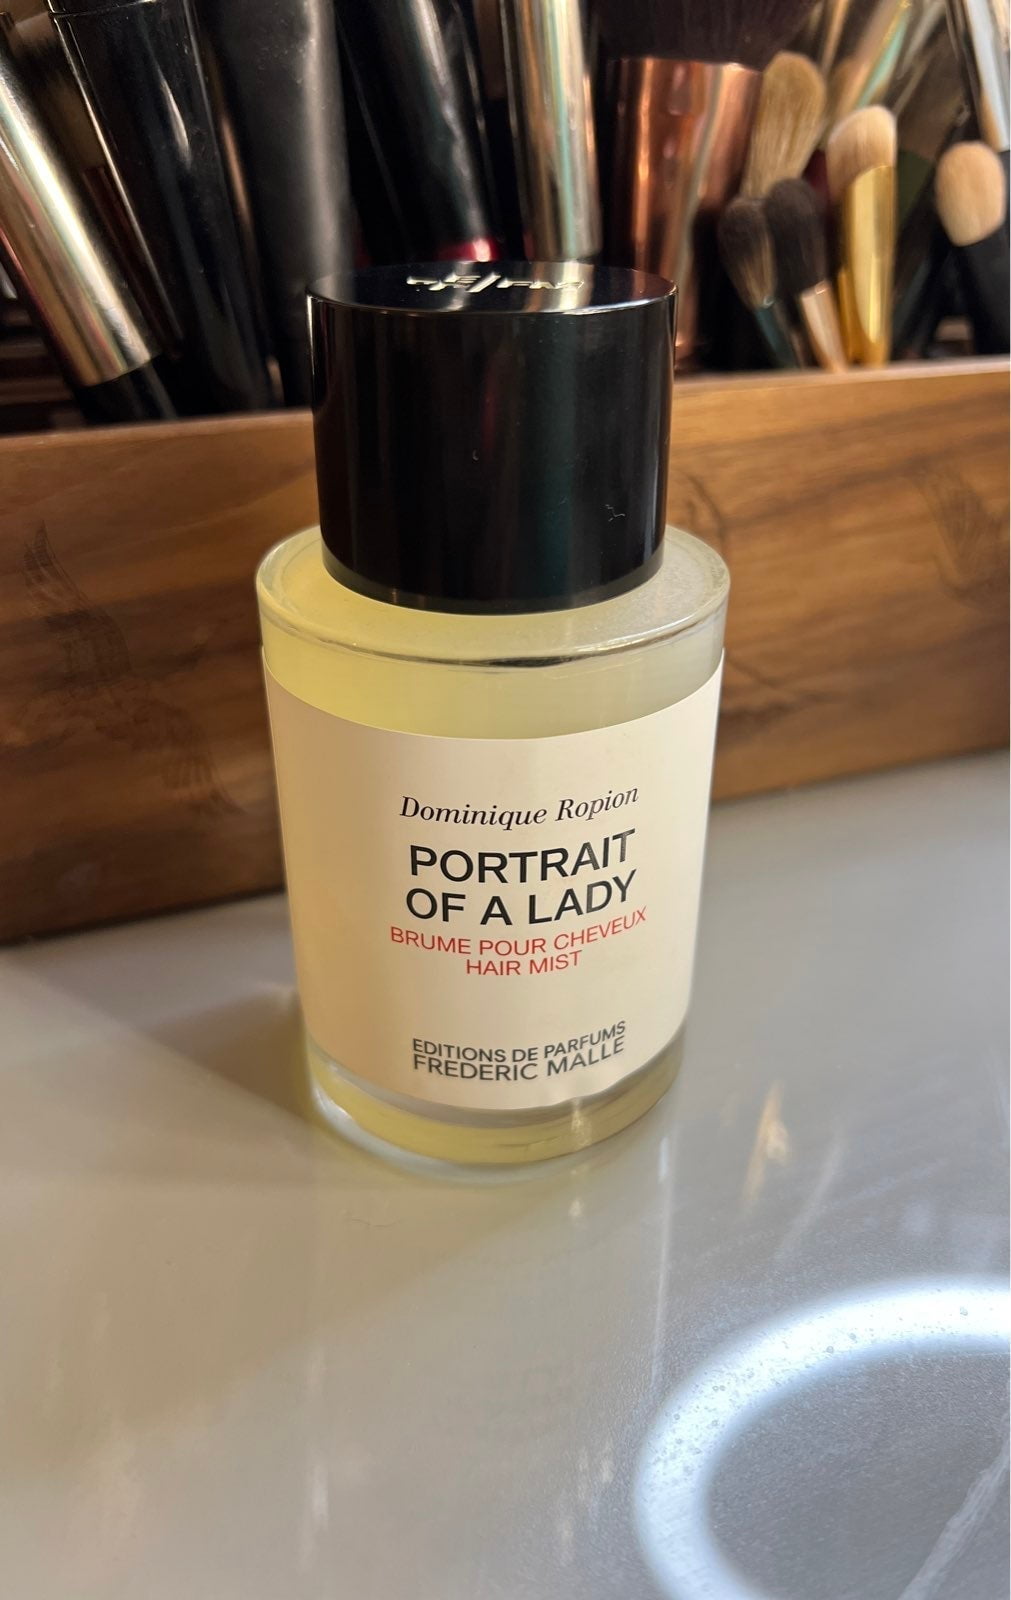 Dominique Ropion
PORTRAIT
OF A LADY
BRUME POUR CHEVEUX
HAIR MIST
EDITIONS DE PARFUMS
FREDERIC MALLE